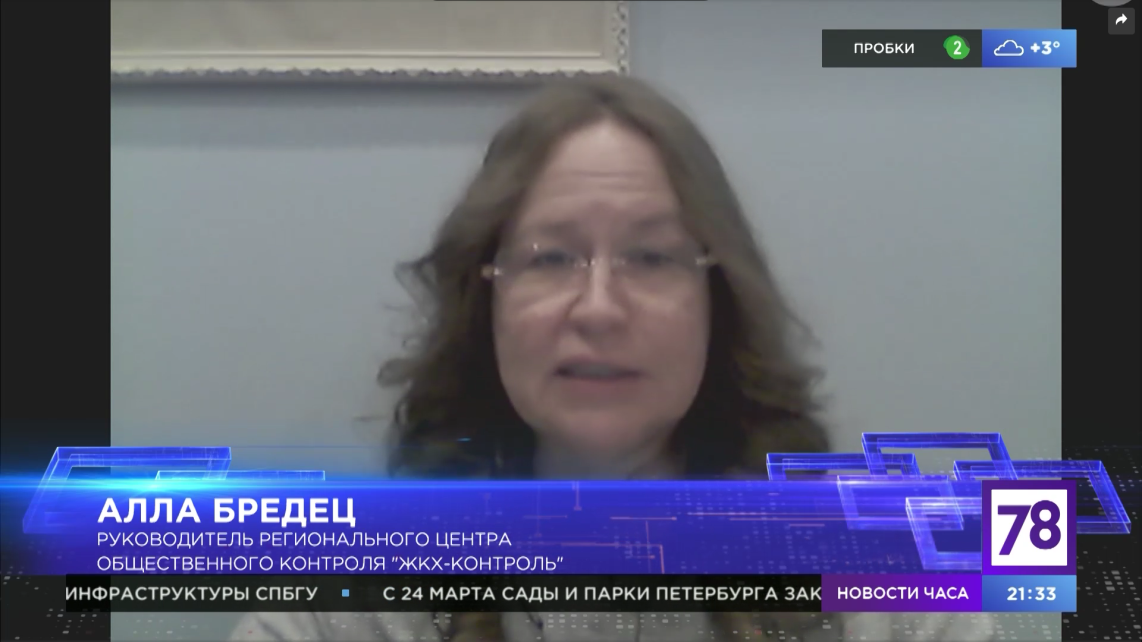 ПРОБКИ 2 +3°
АЛЛА БРЕДЕЦ
РУКОВОДИТЕЛЬ РЕГИОНАЛЬНОГО ЦЕНТРА
ОБЩЕСТВЕННОГО КОНТРОЛЯ "ЖКХ-КОНТРОЛЬ"
78
ИНФРАСТРУКТУРЫ СПБГУ ▪ С 24 МАРТА САДЫ И ПАРКИ ПЕТЕРБУРГА ЗАК
НОВОСТИ ЧАСА 21:33